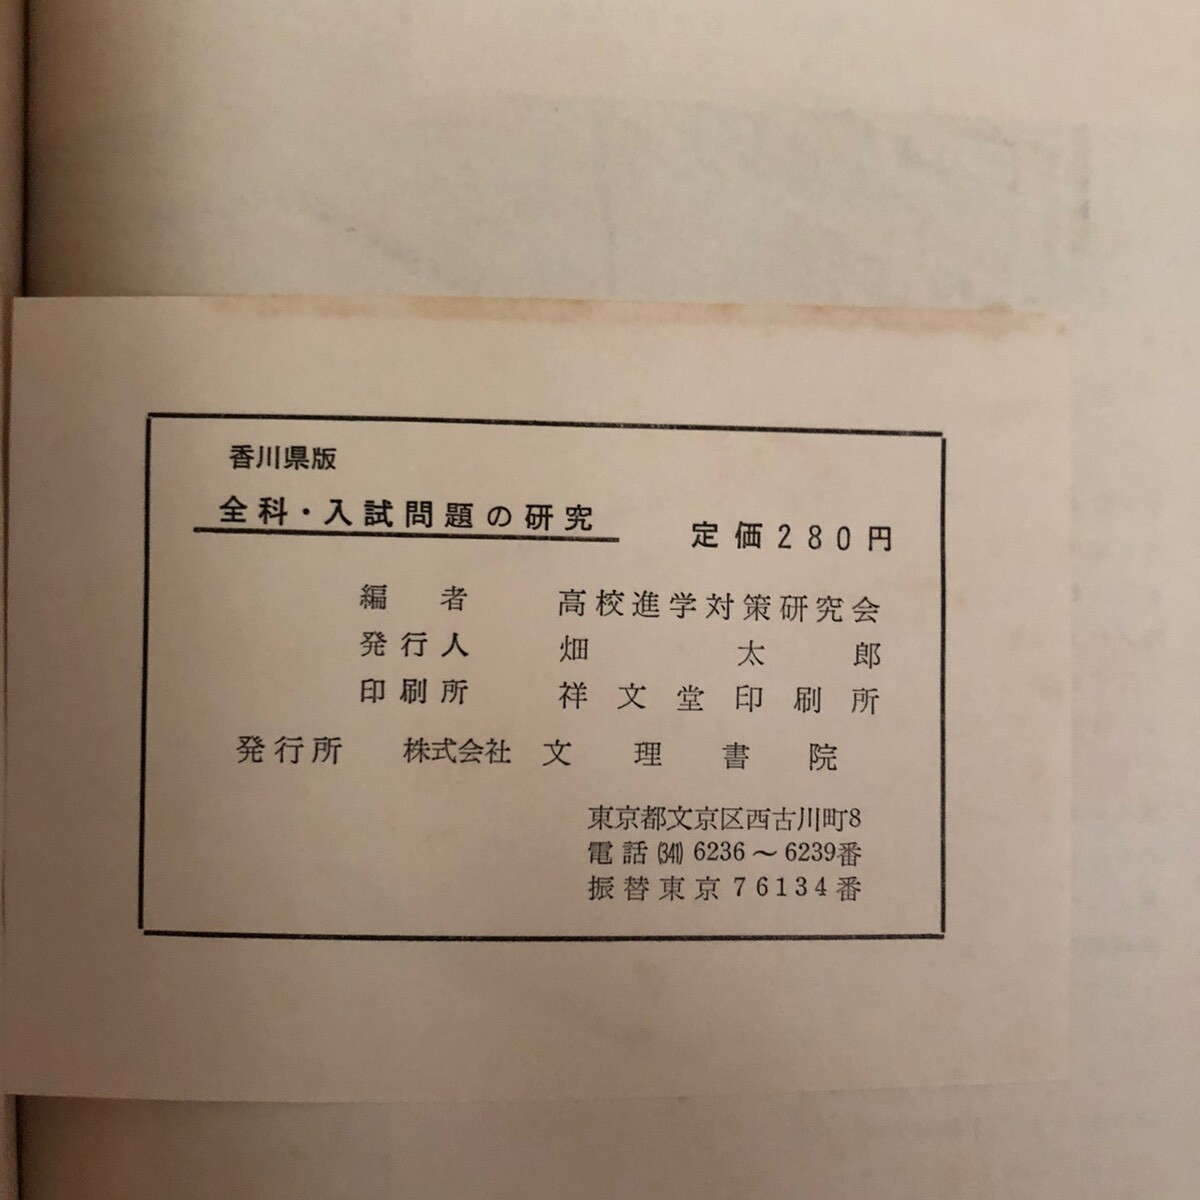 香川県版
全科・入試問題の研究 定価280円
編者 高校進学対策研究会
発行人 畑太郎
印刷所 祥文堂印刷所
発行所 株式会社 文理書院
東京都文京区西古川町8
電話(341)6236～6239番
振替東京76134番